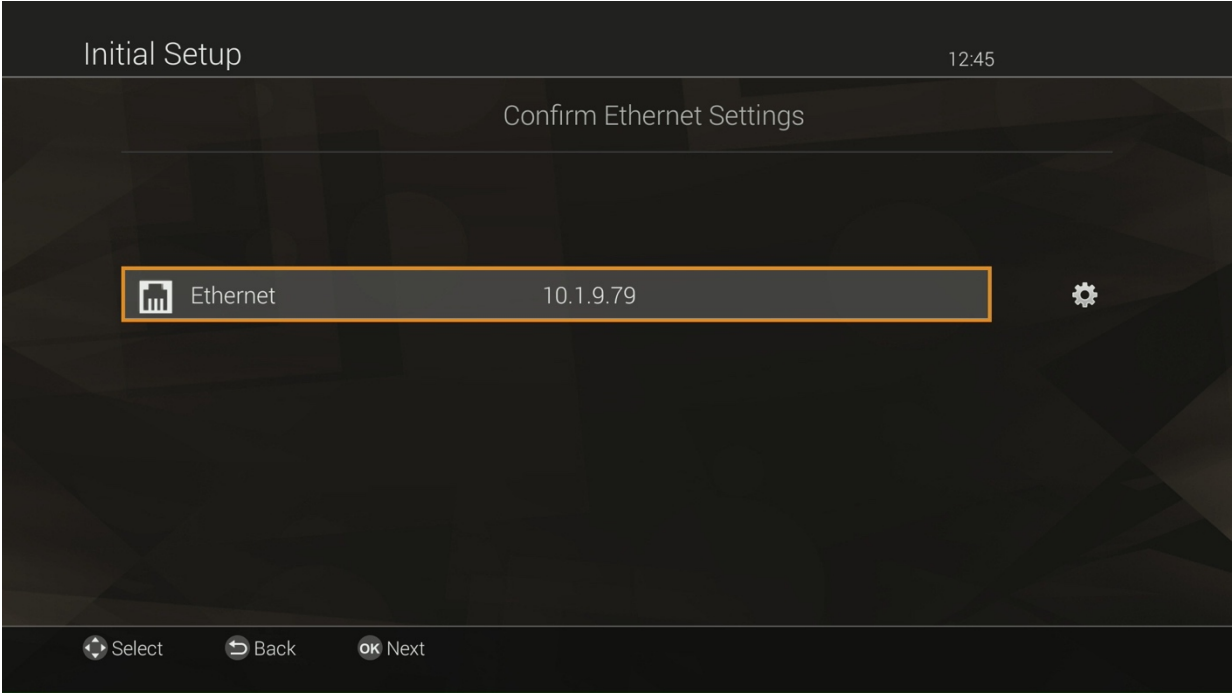 Initial Setup 12:45
Confirm Ethernet Settings
Ethernet 10.1.9.79
Select Back OK Next